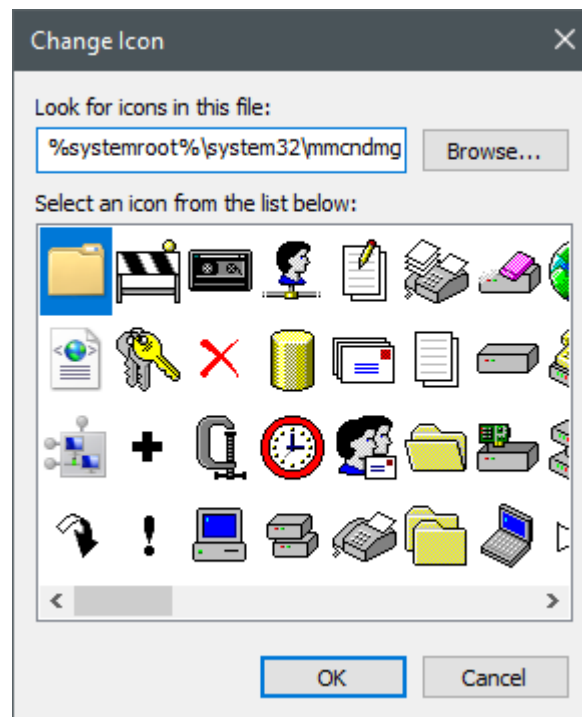 Change Icon
Look for icons in this file:
%systemroot%\system32\mmcndmg
Browse...
Select an icon from the list below:
OK
Cancel